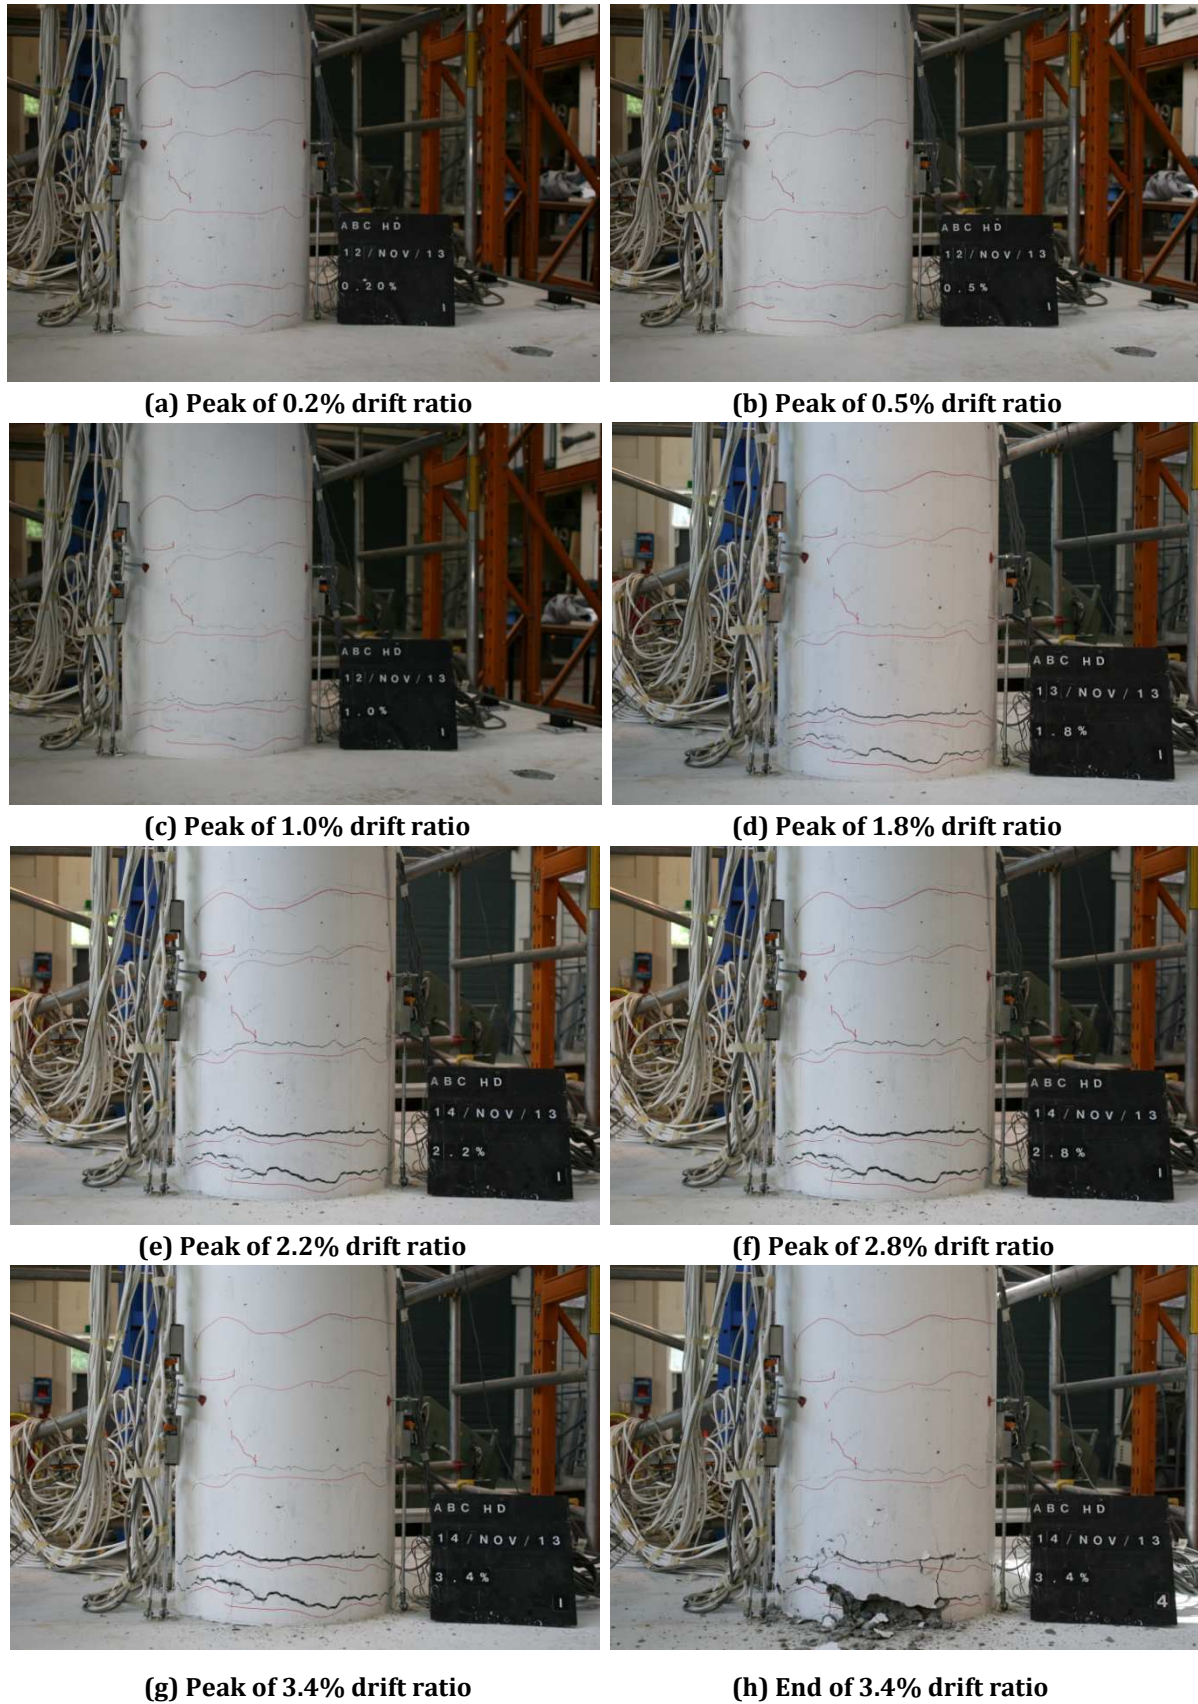 ABC HD
12/NOV/13
0.20%
1
ABC HD
12/NOV/13
0.5%
1
(a) Peak of 0.2% drift ratio
(b) Peak of 0.5% drift ratio
ABC HD
12/NOV/13
1.0%
1
ABC HD
13/NOV/13
1.8%
1
(c) Peak of 1.0% drift ratio
(d) Peak of 1.8% drift ratio
ABC HD
14/NOV/13
2.2%
1
ABC HD
14/NOV/13
2.8%
1
(e) Peak of 2.2% drift ratio
(f) Peak of 2.8% drift ratio
ABC HD
14/NOV/13
3.4%
1
ABC HD
14/NOV/13
3.4%
4
(g) Peak of 3.4% drift ratio
(h) End of 3.4% drift ratio